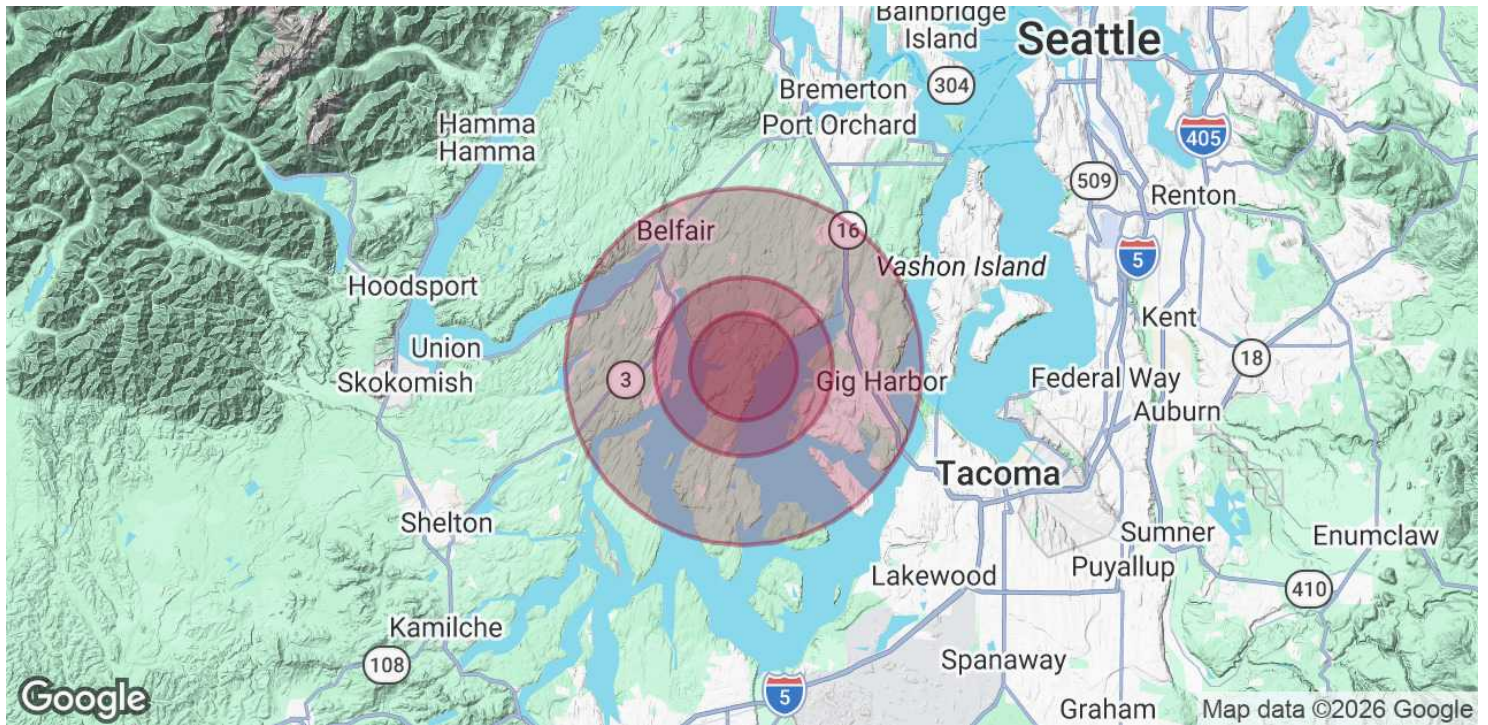 Bainbridge
Island
Seattle
304
Bremerton
Port Orchard
Hamma
Hamma
405
509
Renton
Belfair
16
5
Vashon Island
Hoodsport
Kent
Union
18
Skokomish
3
Gig Harbor
Federal Way
Auburn
Tacoma
Shelton
Sumner
Enumclaw
Puyallup
Lakewood
410
Kamilche
108
Spanaway
5
Graham
Google
Map data ©2026 Google